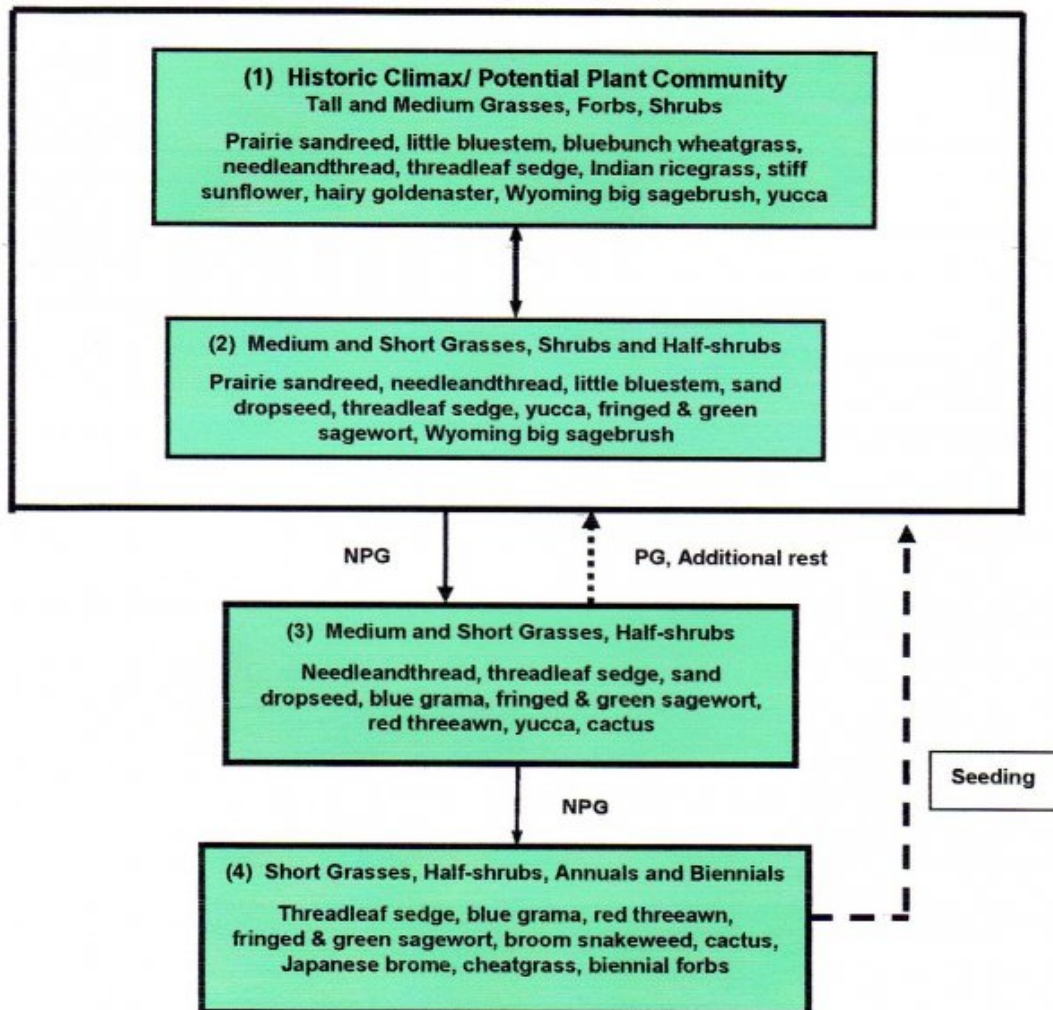 (1) Historic Climax/ Potential Plant Community
Tall and Medium Grasses, Forbs, Shrubs
Prairie sandreed, little bluestem, bluebunch wheatgrass,
needleandthread, threadleaf sedge, Indian ricegrass, stiff
sunflower, hairy goldenaster, Wyoming big sagebrush, yucca
(2) Medium and Short Grasses, Shrubs and Half-shrubs
Prairie sandreed, needleandthread, little bluestem, sand
dropseed, threadleaf sedge, yucca, fringed & green
sagewort, Wyoming big sagebrush
NPG
PG, Additional rest
(3) Medium and Short Grasses, Half-shrubs
Needleandthread, threadleaf sedge, sand
dropseed, blue grama, fringed & green sagewort,
red threeawn, yucca, cactus
Seeding
NPG
(4) Short Grasses, Half-shrubs, Annuals and Biennials
Threadleaf sedge, blue grama, red threeawn,
fringed & green sagewort, broom snakeweed, cactus,
Japanese brome, cheatgrass, biennial forbs